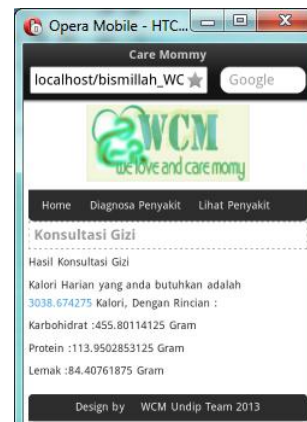 Opera Mobile - HTC...
Care Mommy
localhost/bismillah_WC
Google
WCM
we love and care momy
Home Diagnosa Penyakit Lihat Penyakit
Konsultasi Gizi
Hasil Konsultasi Gizi
Kalori Harian yang anda butuhkan adalah
3038.674275 Kalori, Dengan Rincian :
Karbohidrat :455.80114125 Gram
Protein :113.9502853125 Gram
Lemak :84.40761875 Gram
Design by WCM Undip Team 2013